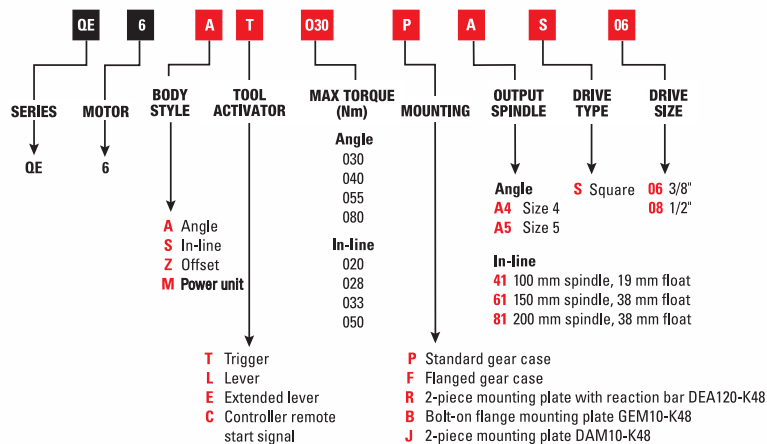 QE 6 A T 030 P A S 06
SERIES MOTOR BODY STYLE TOOL ACTIVATOR MAX TORQUE (Nm) MOUNTING OUTPUT SPINDLE DRIVE TYPE DRIVE SIZE
QE
6
A Angle
S In-line
Z Offset
M Power unit
T Trigger
L Lever
E Extended lever
C Controller remote
start signal
Angle
030
040
055
080
In-line
020
028
033
050
P Standard gear case
F Flanged gear case
R 2-piece mounting plate with reaction bar DEA120-K48
B Bolt-on flange mounting plate GEM10-K48
J 2-piece mounting plate DAM10-K48
Angle
A4 Size 4
A5 Size 5
In-line
41 100 mm spindle, 19 mm float
61 150 mm spindle, 38 mm float
81 200 mm spindle, 38 mm float
S Square
06 3/8"
08 1/2"